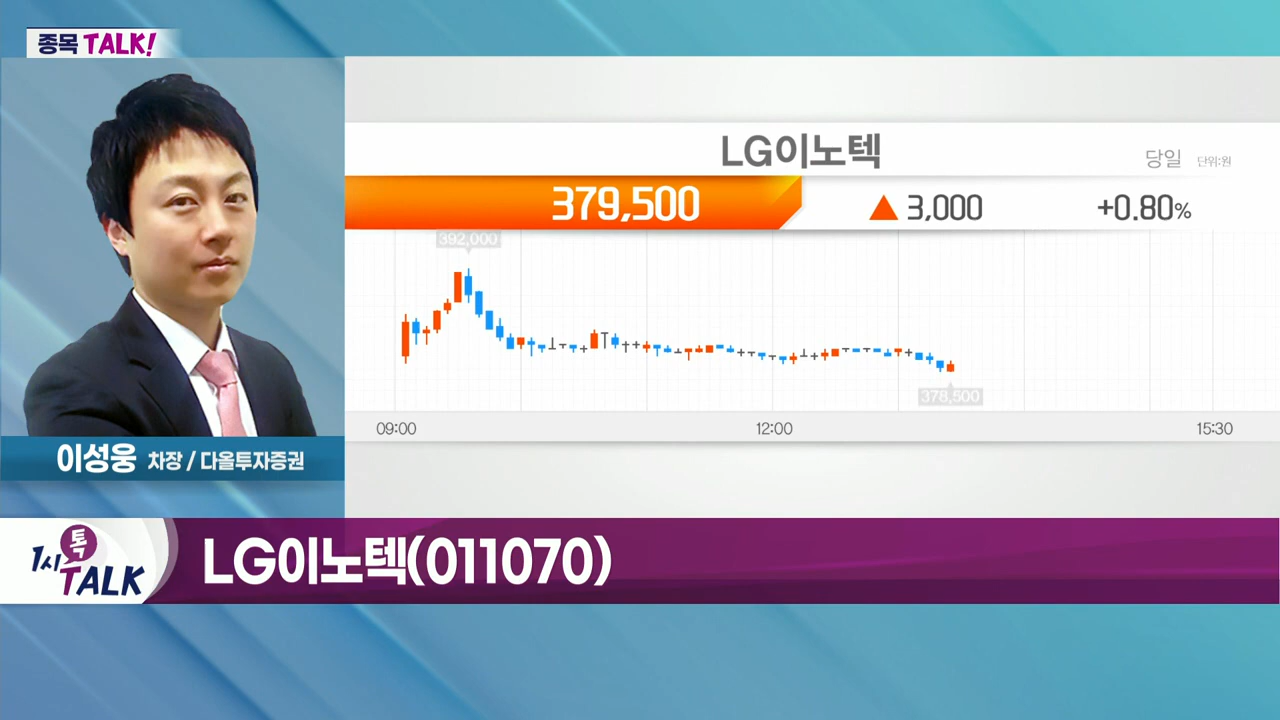 종목 TALK!
LG이노텍
당일 단위:원
379,500 ▲ 3,000 +0.80%
392,000
378,500
09:00 12:00 15:30
이성웅 차장 / 다올투자증권
1시 톡 TALK
LG이노텍(011070)